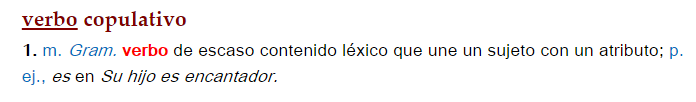 verbo copulativo
1. m. Gram. verbo de escaso contenido léxico que une un sujeto con un atributo; p.
ej., es en Su hijo es encantador.